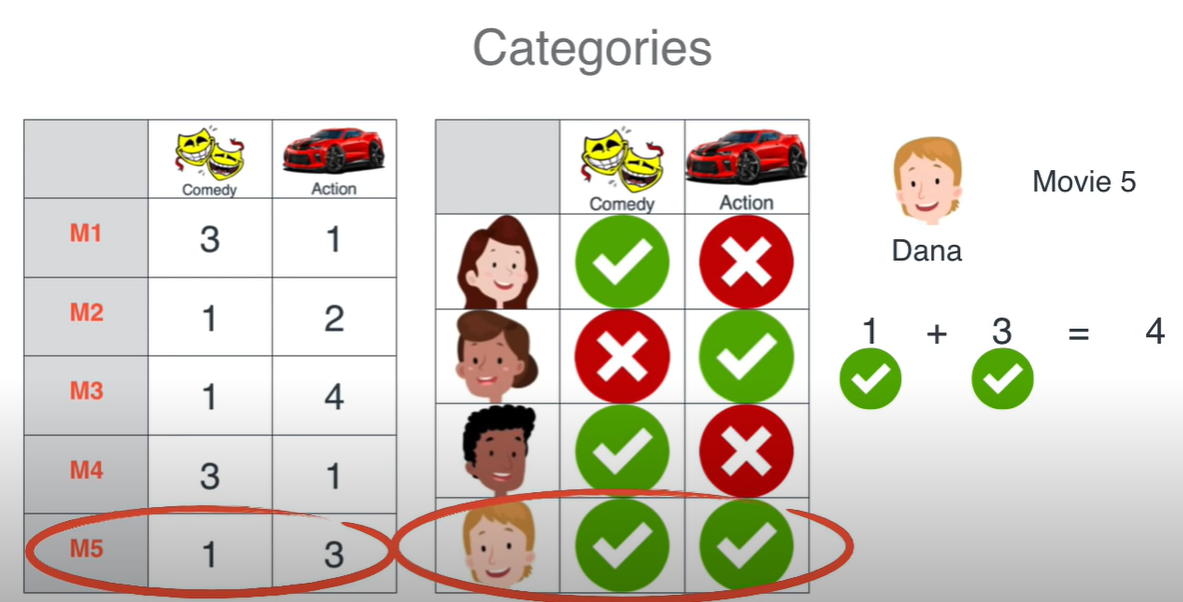 Categories
Comedy Action
M1 3 1
M2 1 2
M3 1 4
M4 3 1
M5 1 3
Comedy Action
Dana
Movie 5
1 + 3 = 4